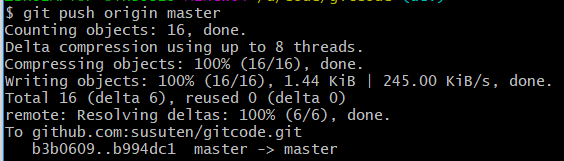 $ git push origin master
Counting objects: 16, done.
Delta compression using up to 8 threads.
Compressing objects: 100% (16/16), done.
Writing objects: 100% (16/16), 1.44 KiB | 245.00 KiB/s, done.
Total 16 (delta 6), reused 0 (delta 0)
remote: Resolving deltas: 100% (6/6), done.
To github.com:susuten/gitcode.git
   b3b0609..b994dc1  master -> master